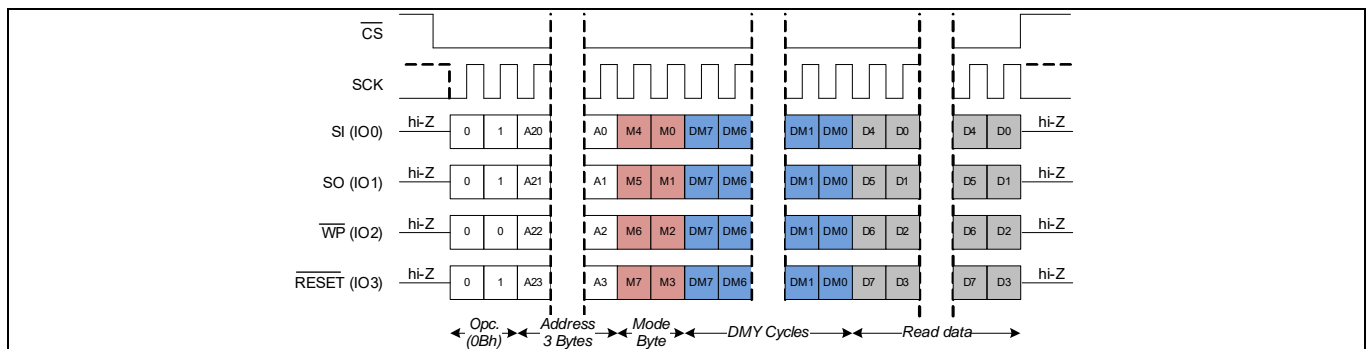 CS
SCK
SI (IO0) hi-Z 0 1 A20 A0 M4 M0 DM7 DM6 DM1 DM0 D4 D0 D4 D0 hi-Z
SO (IO1) hi-Z 0 1 A21 A1 M5 M1 DM7 DM6 DM1 DM0 D5 D1 D5 D1 hi-Z
WP (IO2) hi-Z 0 0 A22 A2 M6 M2 DM7 DM6 DM1 DM0 D6 D2 D6 D2 hi-Z
RESET (IO3) hi-Z 0 1 A23 A3 M7 M3 DM7 DM6 DM1 DM0 D7 D3 D7 D3 hi-Z
Opc. Address Mode DMY Cycles Read data
(0Bh) 3 Bytes Byte